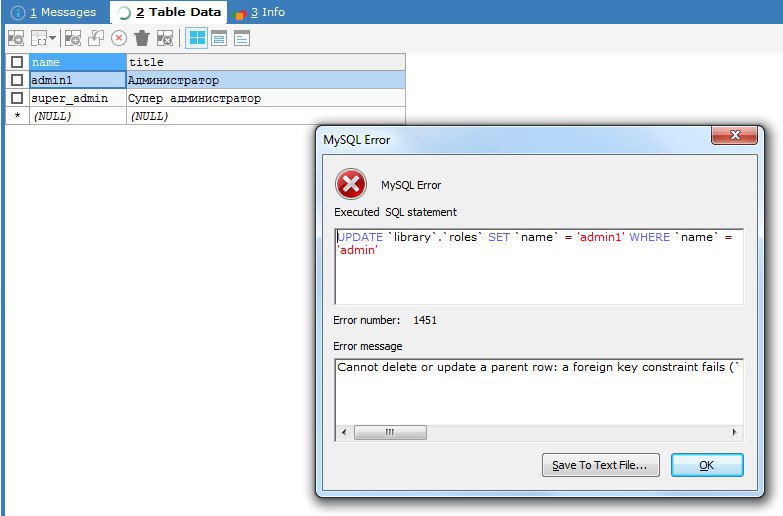 1 Messages 2 Table Data 3 Info
name title
admin1 Администратор
super_admin Супер администратор
* (NULL) (NULL)
MySQL Error
MySQL Error
Executed SQL statement
UPDATE `library`.`roles` SET `name` = 'admin1' WHERE `name` =
'admin'
Error number: 1451
Error message
Cannot delete or update a parent row: a foreign key constraint fails (`
Save To Text File... OK